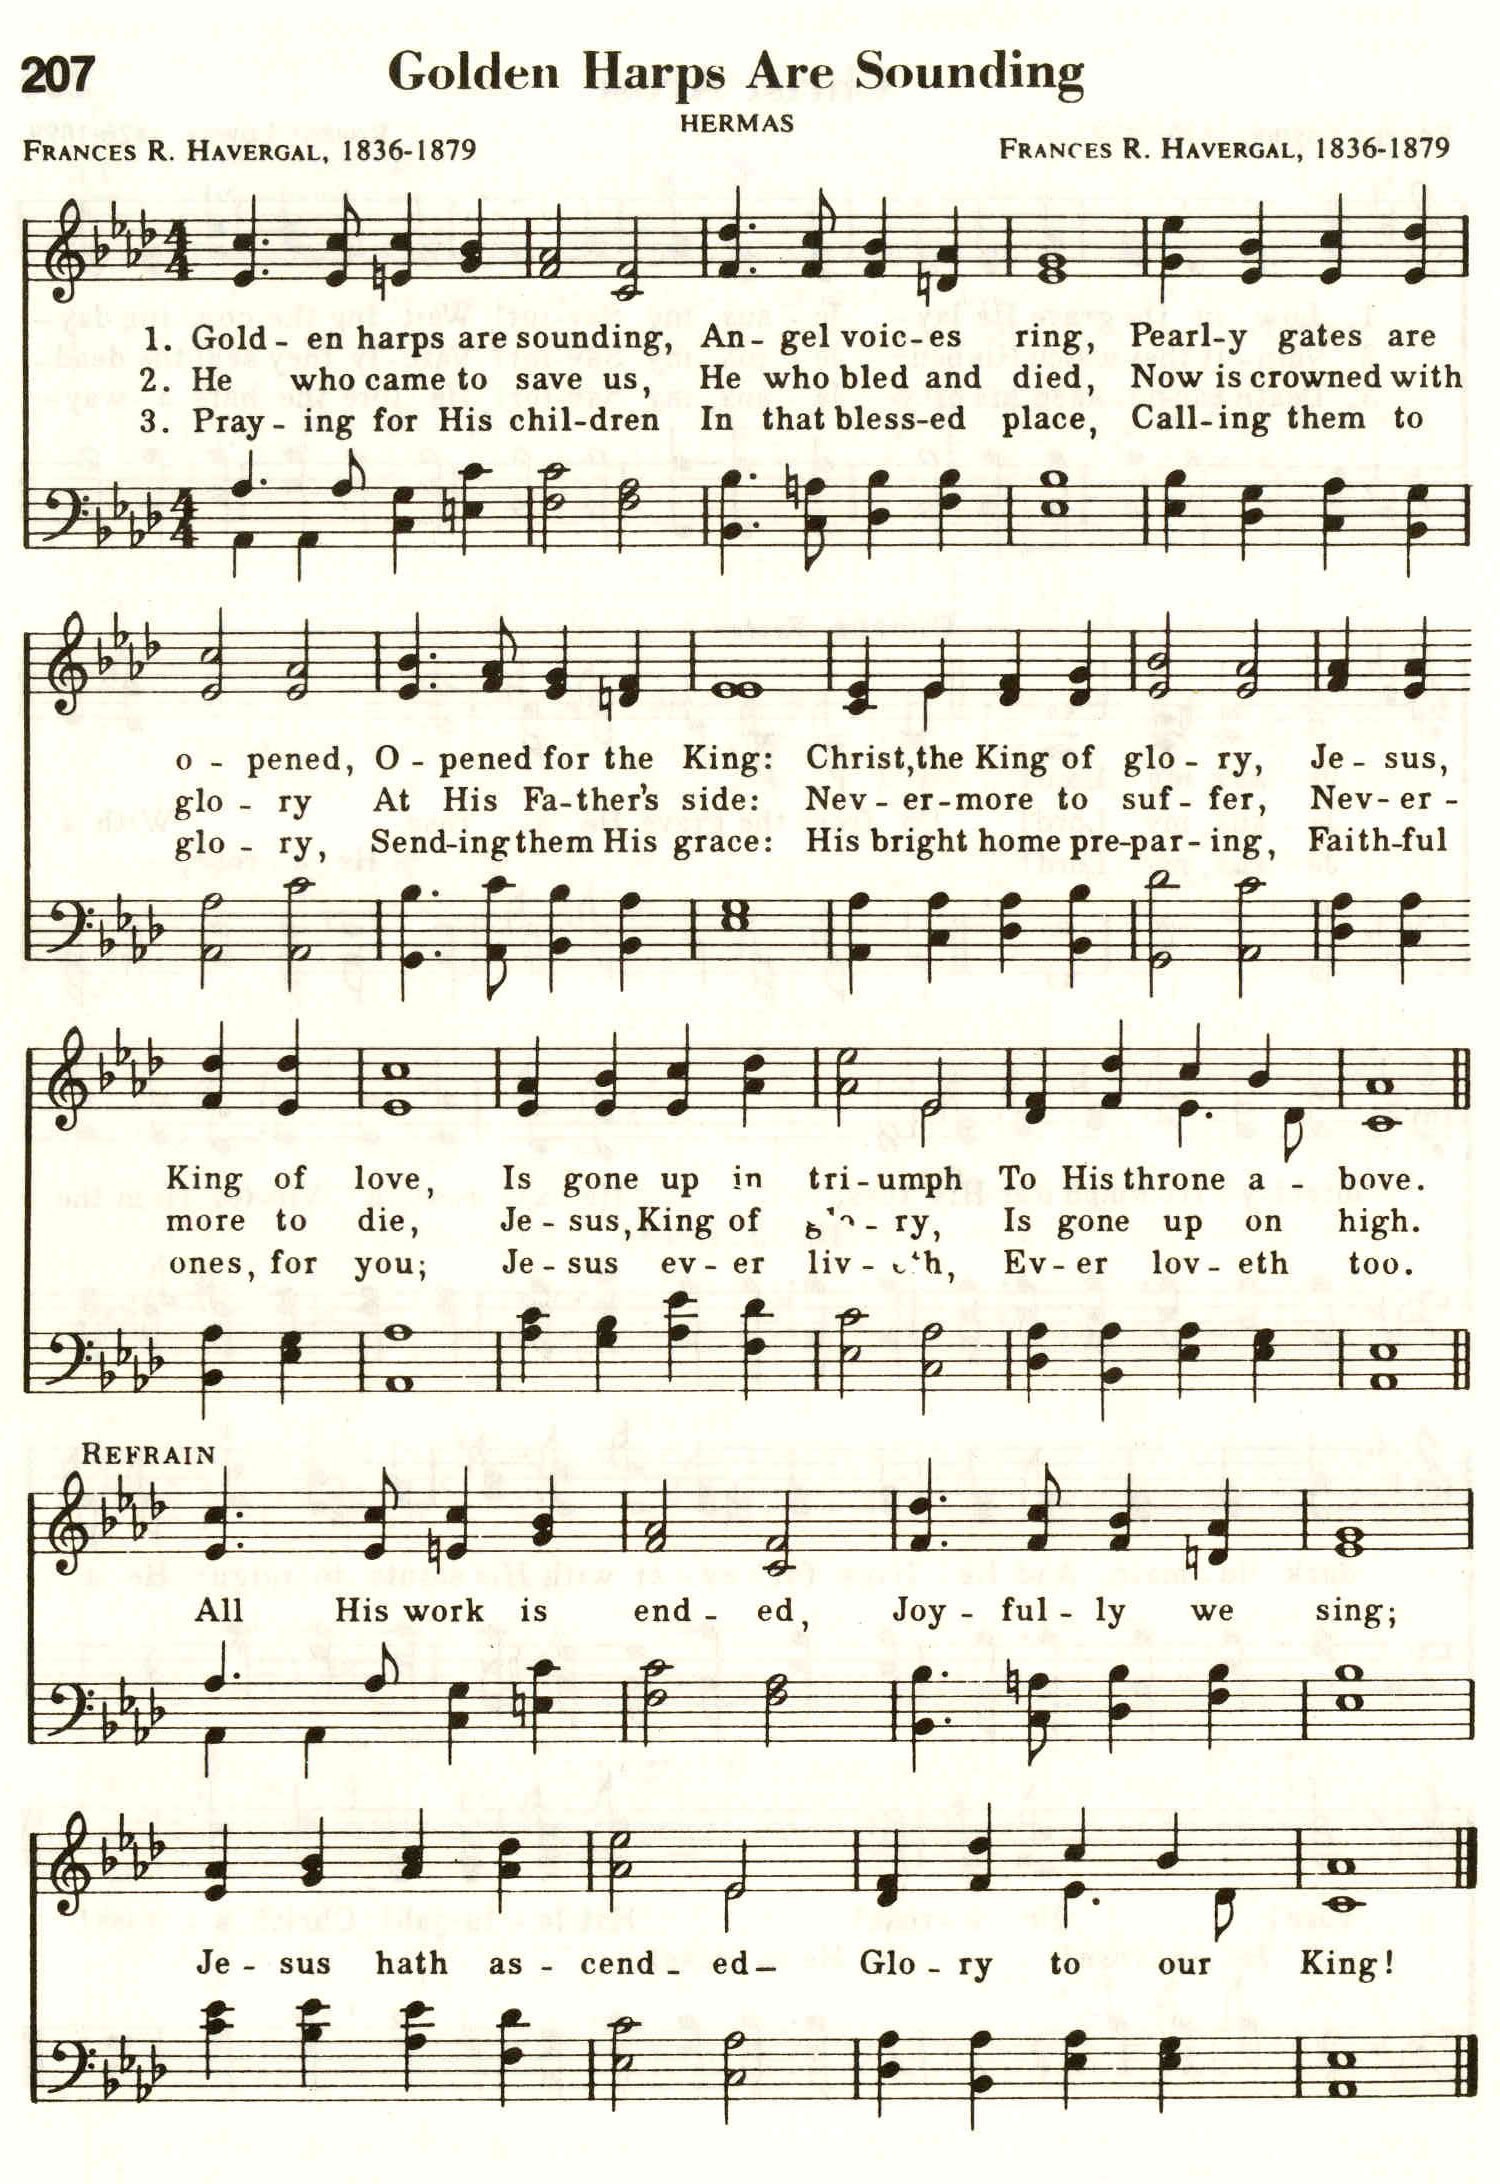 207 Golden Harps Are Sounding
HERMAS
FRANCES R. HAVERGAL, 1836-1879 FRANCES R. HAVERGAL, 1836-1879
1. Gold - en harps are sounding, An - gel voic - es ring, Pearl - y gates are
2. He who came to save us, He who bled and died, Now is crowned with
3. Pray - ing for His chil - dren In that bless - ed place, Call - ing them to
o - pened, O - pened for the King: Christ, the King of glo - ry, Je - sus,
glo - ry At His Fa - ther's side: Nev - er - more to suf - fer, Nev - er -
glo - ry, Send - ing them His grace: His bright home pre - par - ing, Faith - ful
King of love, Is gone up in tri - umph To His throne a - bove.
more to die, Je - sus, King of glo - ry, Is gone up on high.
ones, for you; Je - sus ev - er liv - eth, Ev - er lov - eth too.
REFRAIN
All His work is end - ed, Joy - ful - ly we sing;
Je - sus hath as - cend - ed— Glo - ry to our King!